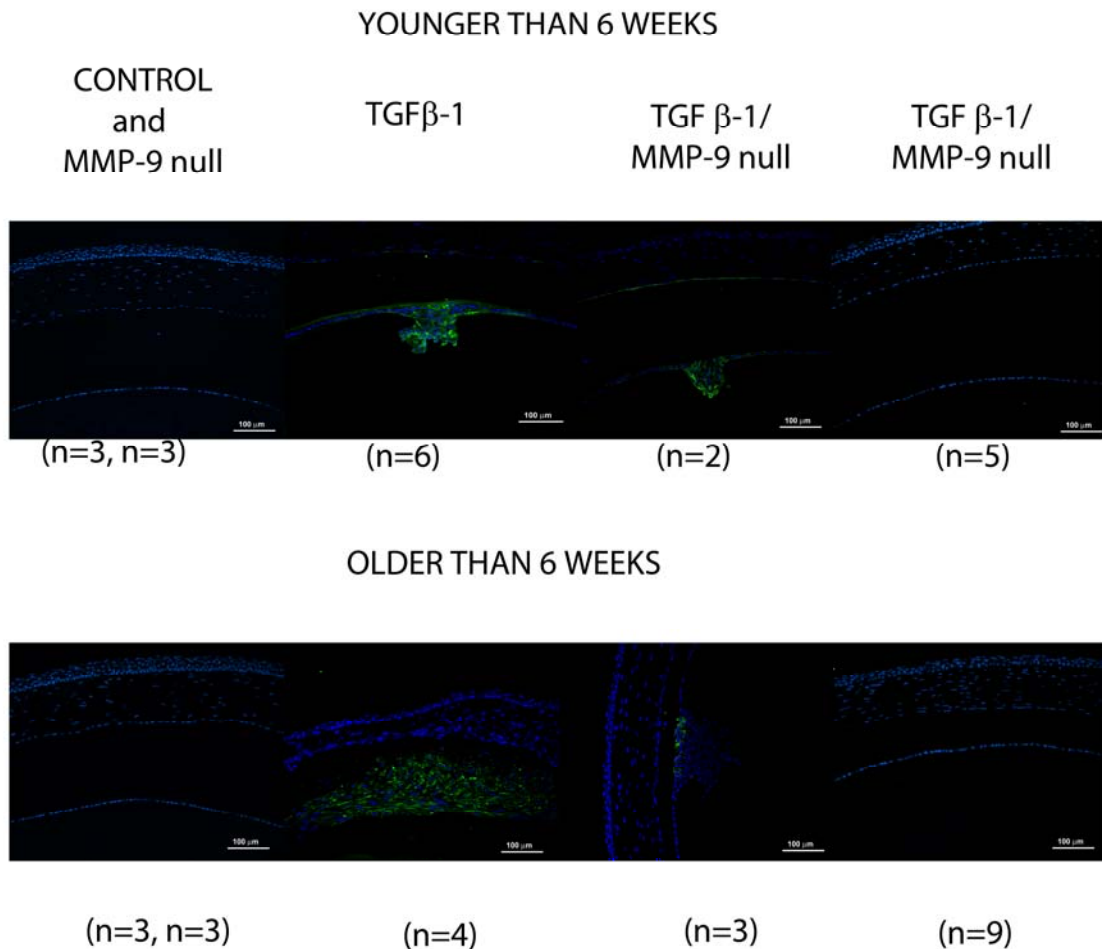 YOUNGER THAN 6 WEEKS
CONTROL
and
MMP-9 null
TGFβ-1
TGF β-1/
MMP-9 null
TGF β-1/
MMP-9 null
100 μm
100 μm
100 μm
100 μm
(n=3, n=3)
(n=6)
(n=2)
(n=5)
OLDER THAN 6 WEEKS
100 μm
100 μm
100 μm
100 μm
(n=3, n=3)
(n=4)
(n=3)
(n=9)